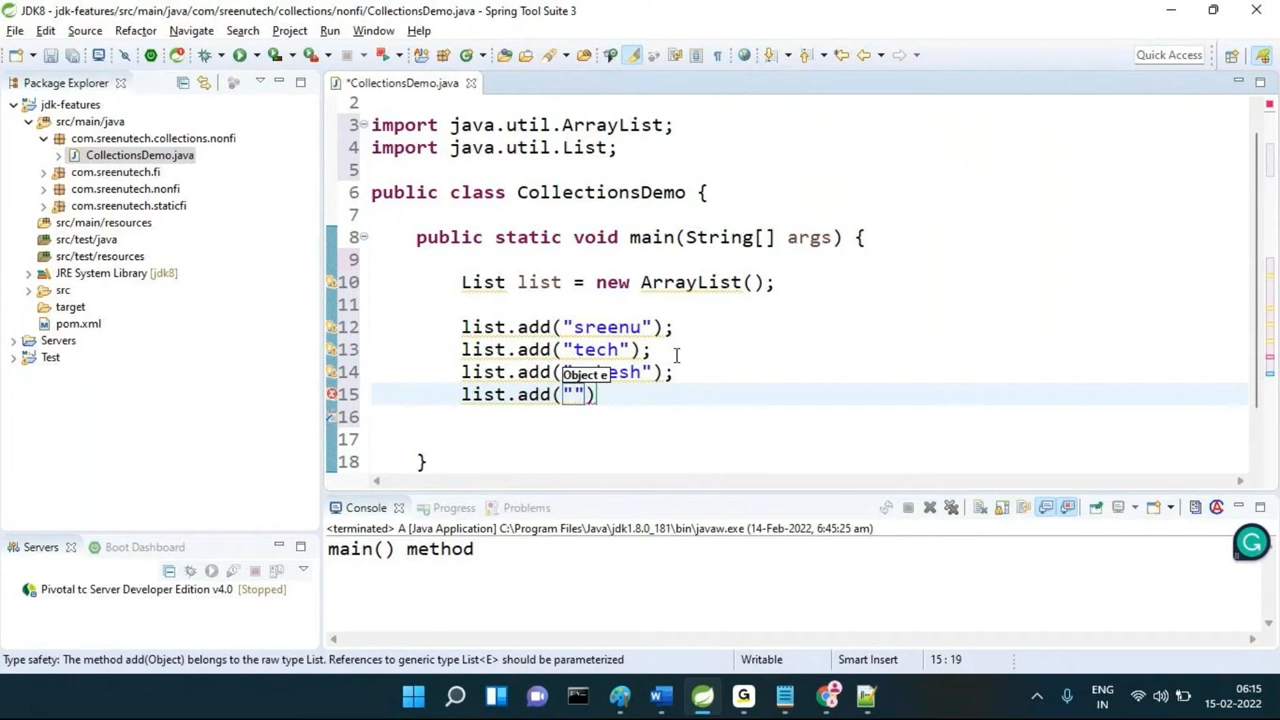 JDK8 - jdk-features/src/main/java/com/sreenutech/collections/nonfi/CollectionsDemo.java - Spring Tool Suite 3
File Edit Source Refactor Navigate Search Project Run Window Help
Quick Access
Package Explorer
jdk-features
src/main/java
com.sreenutech.collections.nonfi
CollectionsDemo.java
com.sreenutech.fi
com.sreenutech.nonfi
com.sreenutech.staticfi
src/main/resources
src/test/java
src/test/resources
JRE System Library [jdk8]
src
target
pom.xml
Servers
Test
*CollectionsDemo.java
2
3 import java.util.ArrayList;
4 import java.util.List;
5
6 public class CollectionsDemo {
7
8 public static void main(String[] args) {
9
10 List list = new ArrayList();
11
12 list.add("sreenu");
13 list.add("tech");
14 list.add(" esh");
Object e
15 list.add("")
16
17
18 }
Servers Boot Dashboard
Pivotal tc Server Developer Edition v4.0 [Stopped]
Console Progress Problems
<terminated> A [Java Application] C:\Program Files\Java\jdk1.8.0_181\bin\javaw.exe (14-Feb-2022, 6:45:25 am)
main() method
Type safety: The method add(Object) belongs to the raw type List. References to generic type List<E> should be parameterized
Writable Smart Insert 15 : 19
ENG
IN
06:15
15-02-2022